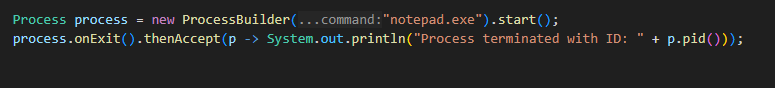 Process process = new ProcessBuilder(...command:"notepad.exe").start();
process.onExit().thenAccept(p -> System.out.println("Process terminated with ID: " + p.pid()));